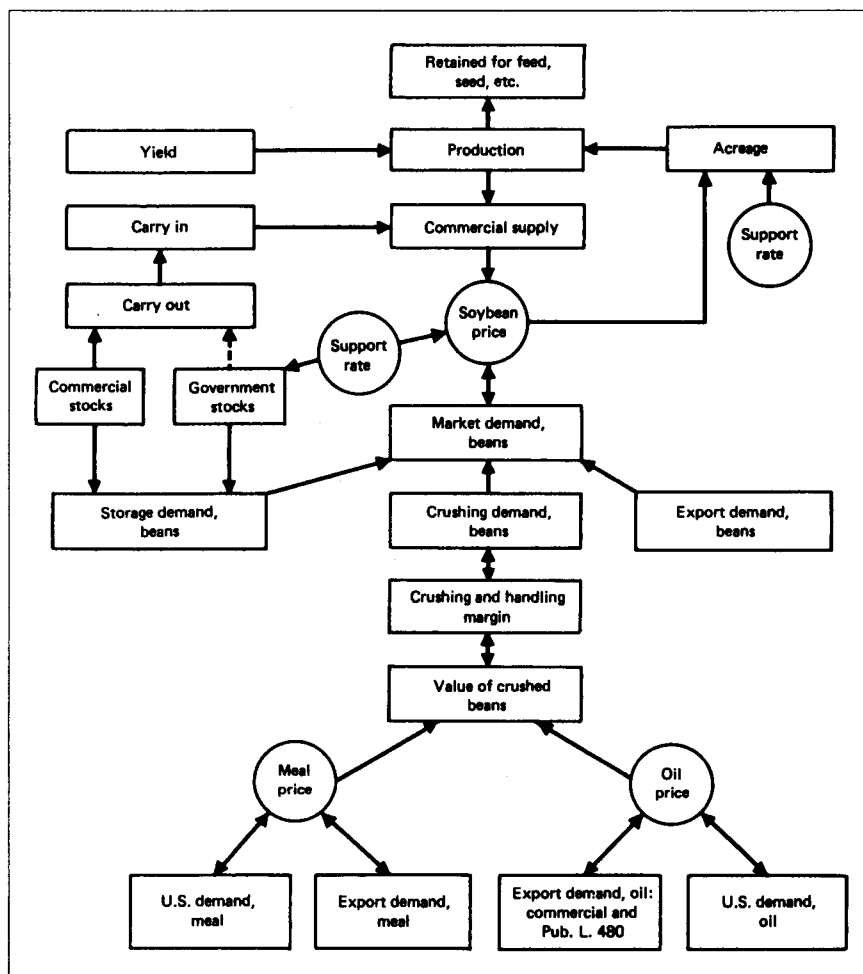 Retained for feed,
seed, etc.
Yield
Production
Acreage
Carry in
Commercial supply
Support
rate
Carry out
Soybean
price
Support
rate
Commercial
stocks
Government
stocks
Market demand,
beans
Storage demand,
beans
Crushing demand,
beans
Export demand,
beans
Crushing and handling
margin
Value of crushed
beans
Meal
price
Oil
price
U.S. demand,
meal
Export demand,
meal
Export demand, oil:
commercial and
Pub. L. 480
U.S. demand,
oil